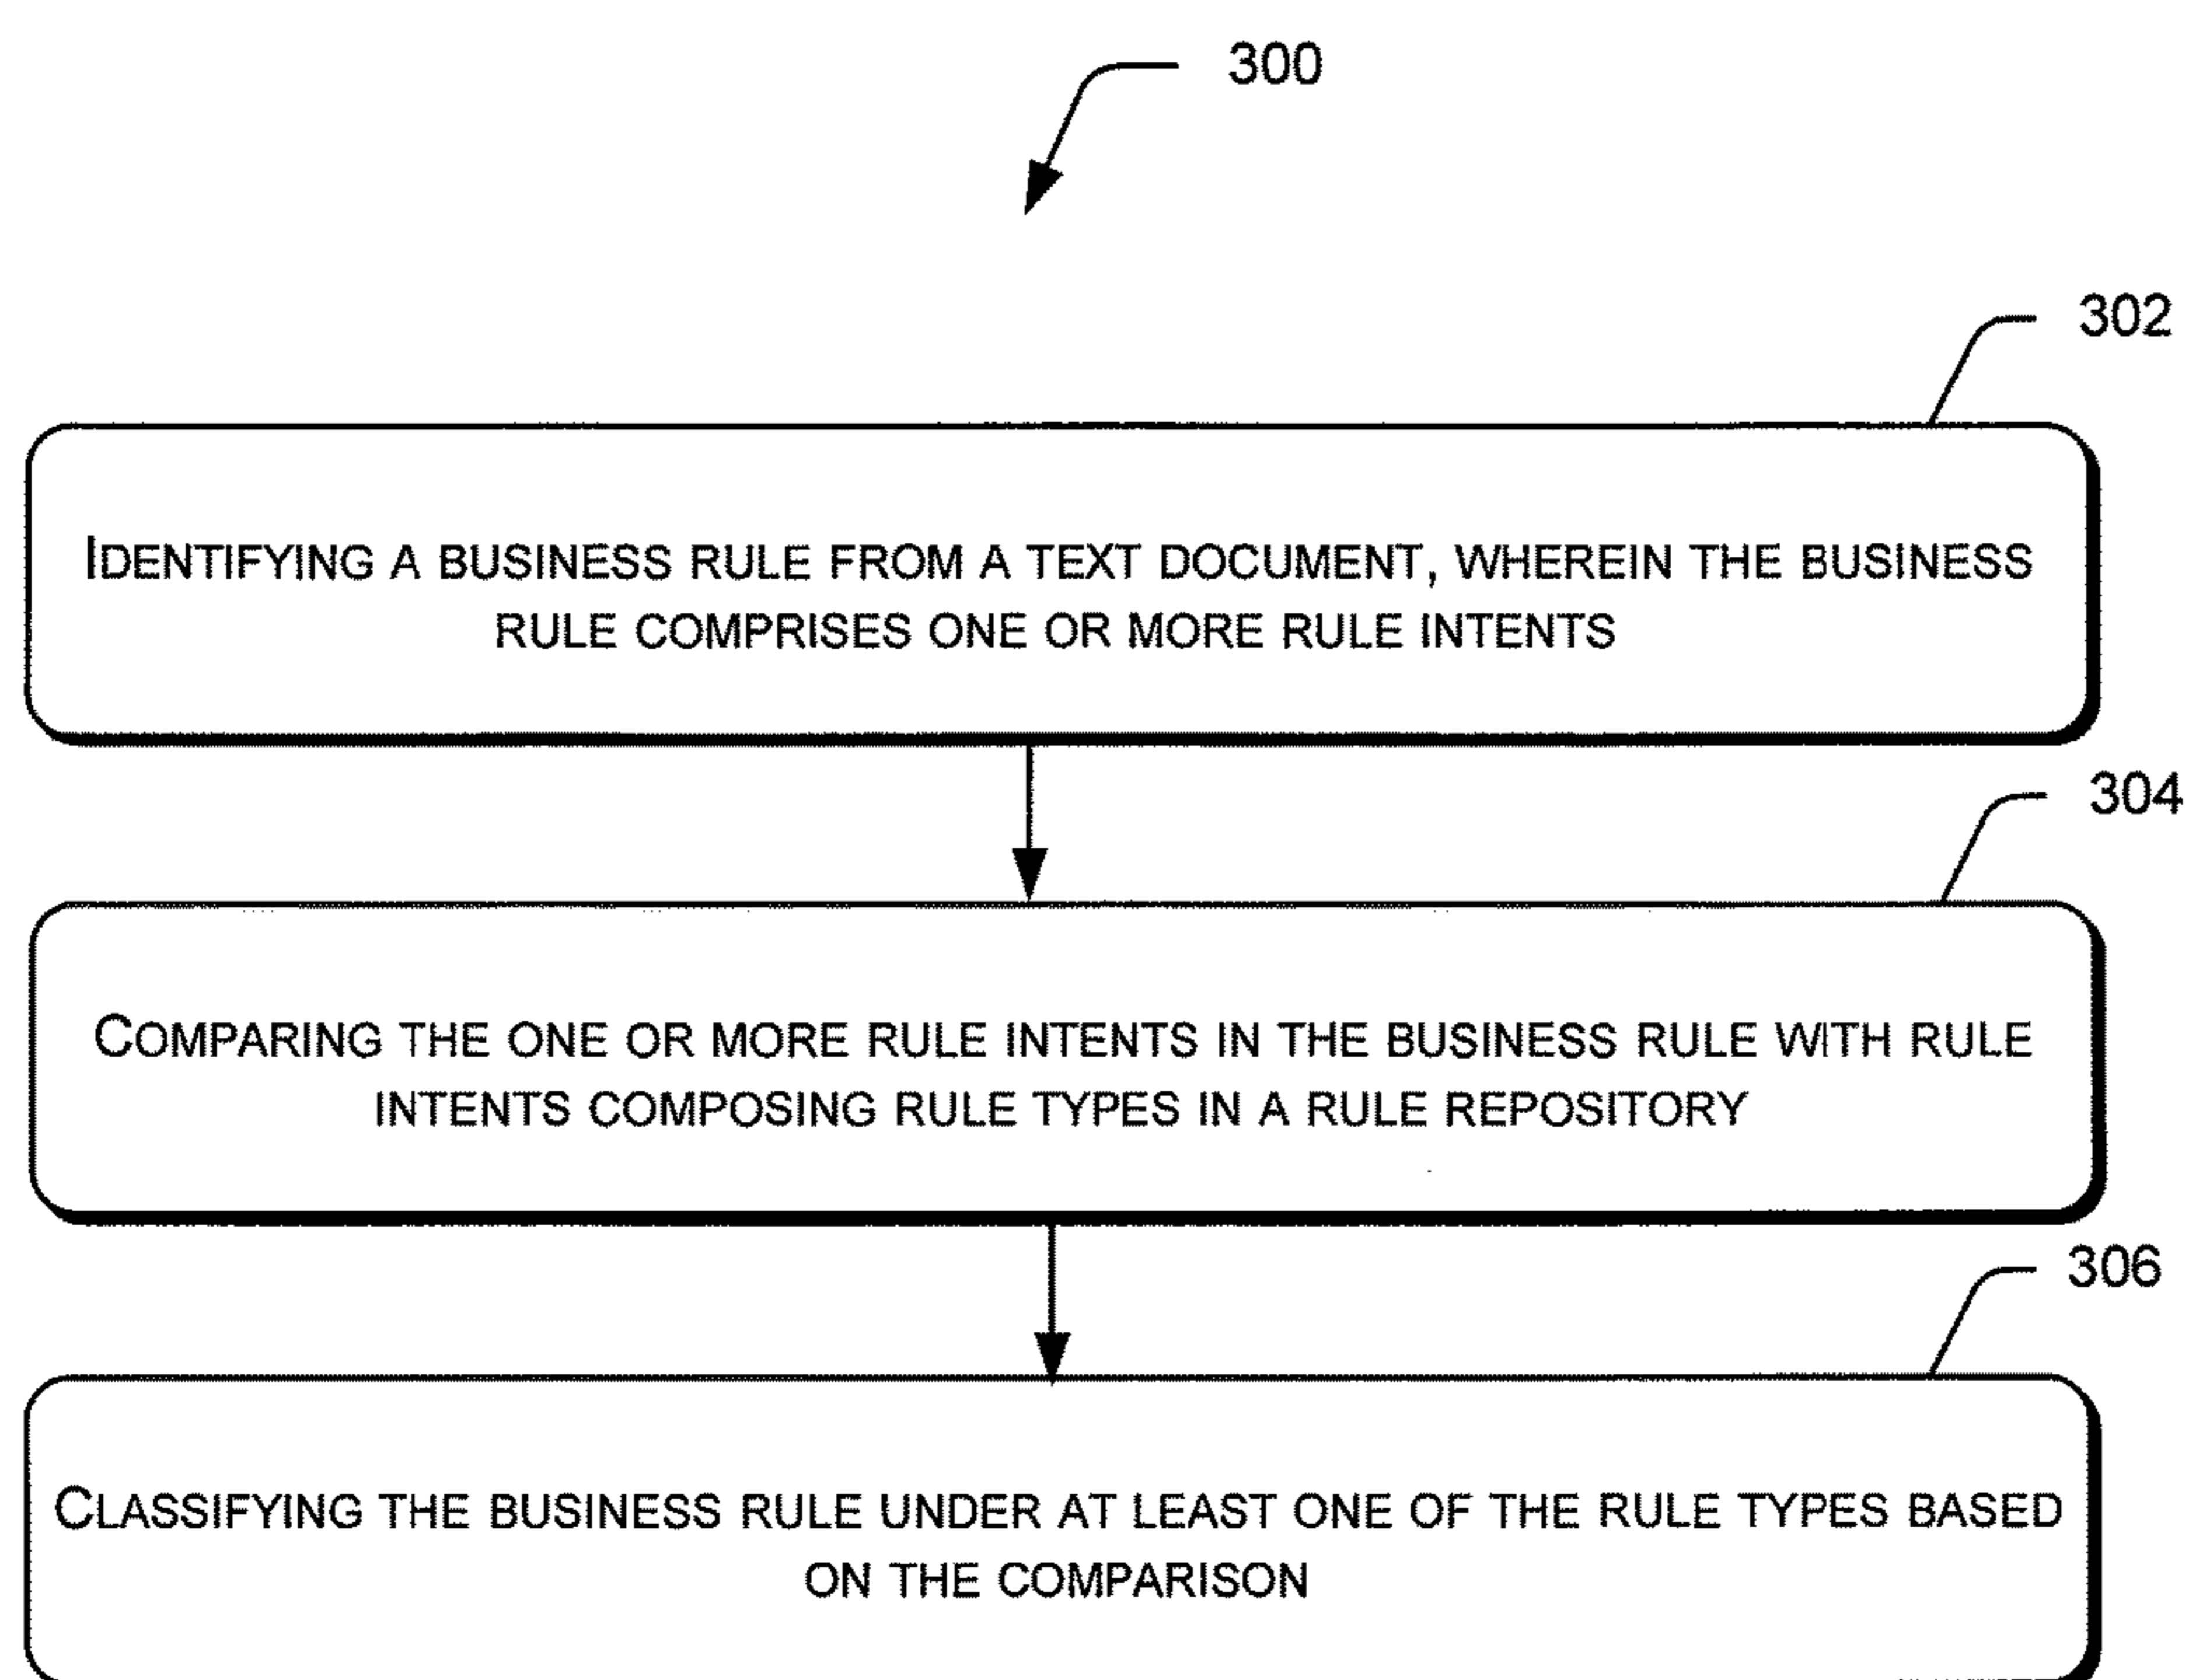 300
302
IDENTIFYING A BUSINESS RULE FROM A TEXT DOCUMENT, WHEREIN THE BUSINESS
RULE COMPRISES ONE OR MORE RULE INTENTS
304
COMPARING THE ONE OR MORE RULE INTENTS IN THE BUSINESS RULE WITH RULE
INTENTS COMPOSING RULE TYPES IN A RULE REPOSITORY
306
CLASSIFYING THE BUSINESS RULE UNDER AT LEAST ONE OF THE RULE TYPES BASED
ON THE COMPARISON